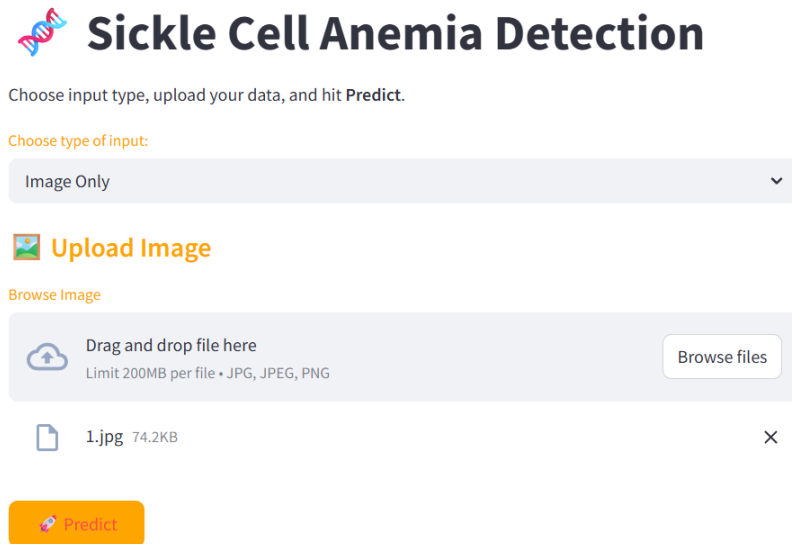 Sickle Cell Anemia Detection
Choose input type, upload your data, and hit Predict.
Choose type of input:
Image Only
Upload Image
Browse Image
Drag and drop file here
Limit 200MB per file • JPG, JPEG, PNG
Browse files
1.jpg 74.2KB
Predict